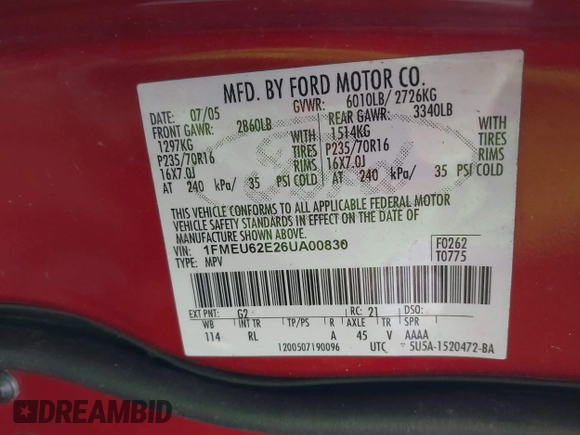 MFD. BY FORD MOTOR CO.
DATE: 07/05 GVWR: 6010LB/ 2726KG
FRONT GAWR: 2860LB REAR GAWR: 3340LB
1297KG WITH 1514KG WITH
P235/70R16 TIRES P235/70R16 TIRES
16X7.0J RIMS 16X7.0J RIMS
AT 240 kPa/ 35 PSI COLD AT 240 kPa/ 35 PSI COLD
THIS VEHICLE CONFORMS TO ALL APPLICABLE FEDERAL MOTOR
VEHICLE SAFETY STANDARDS IN EFFECT ON THE DATE OF
MANUFACTURE SHOWN ABOVE.
VIN: 1FMEU62E26UA00830 F0262
TYPE: MPV T0775
EXT PNT: G2 RC: 21 DSO:
WB INT TR TP/PS R AXLE TR SPR
114 RL A 45 V AAAA
1200507190096 UTC 5U5A-1520472-BA
Ford
DREAMBID